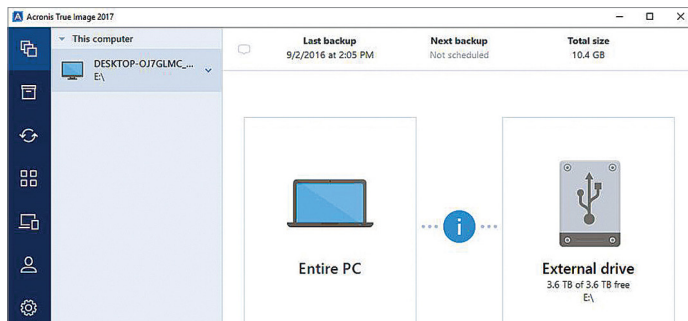 Acronis True Image 2017
This computer
DESKTOP-OJ7GLMC_...
E:\
Last backup
9/2/2016 at 2:05 PM
Next backup
Not scheduled
Total size
10.4 GB
Entire PC
i
External drive
3.6 TB of 3.6 TB free
E:\